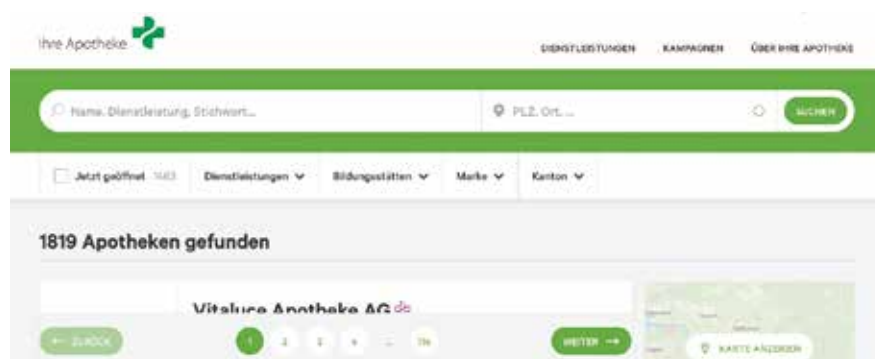 Ihre Apotheke
DIENSTLEISTUNGEN KAMPAGNEN ÜBER IHRE APOTHEKE
Name, Dienstleistung, Stichwort... PLZ, Ort, ... SUCHEN
Jetzt geöffnet Dienstleistungen Bildungsstätten Marke Kanton
1819 Apotheken gefunden
Vitaluce Apotheke AG
← ZURÜCK 1 2 3 4 ... WEITER →
KARTE ANZEIGEN